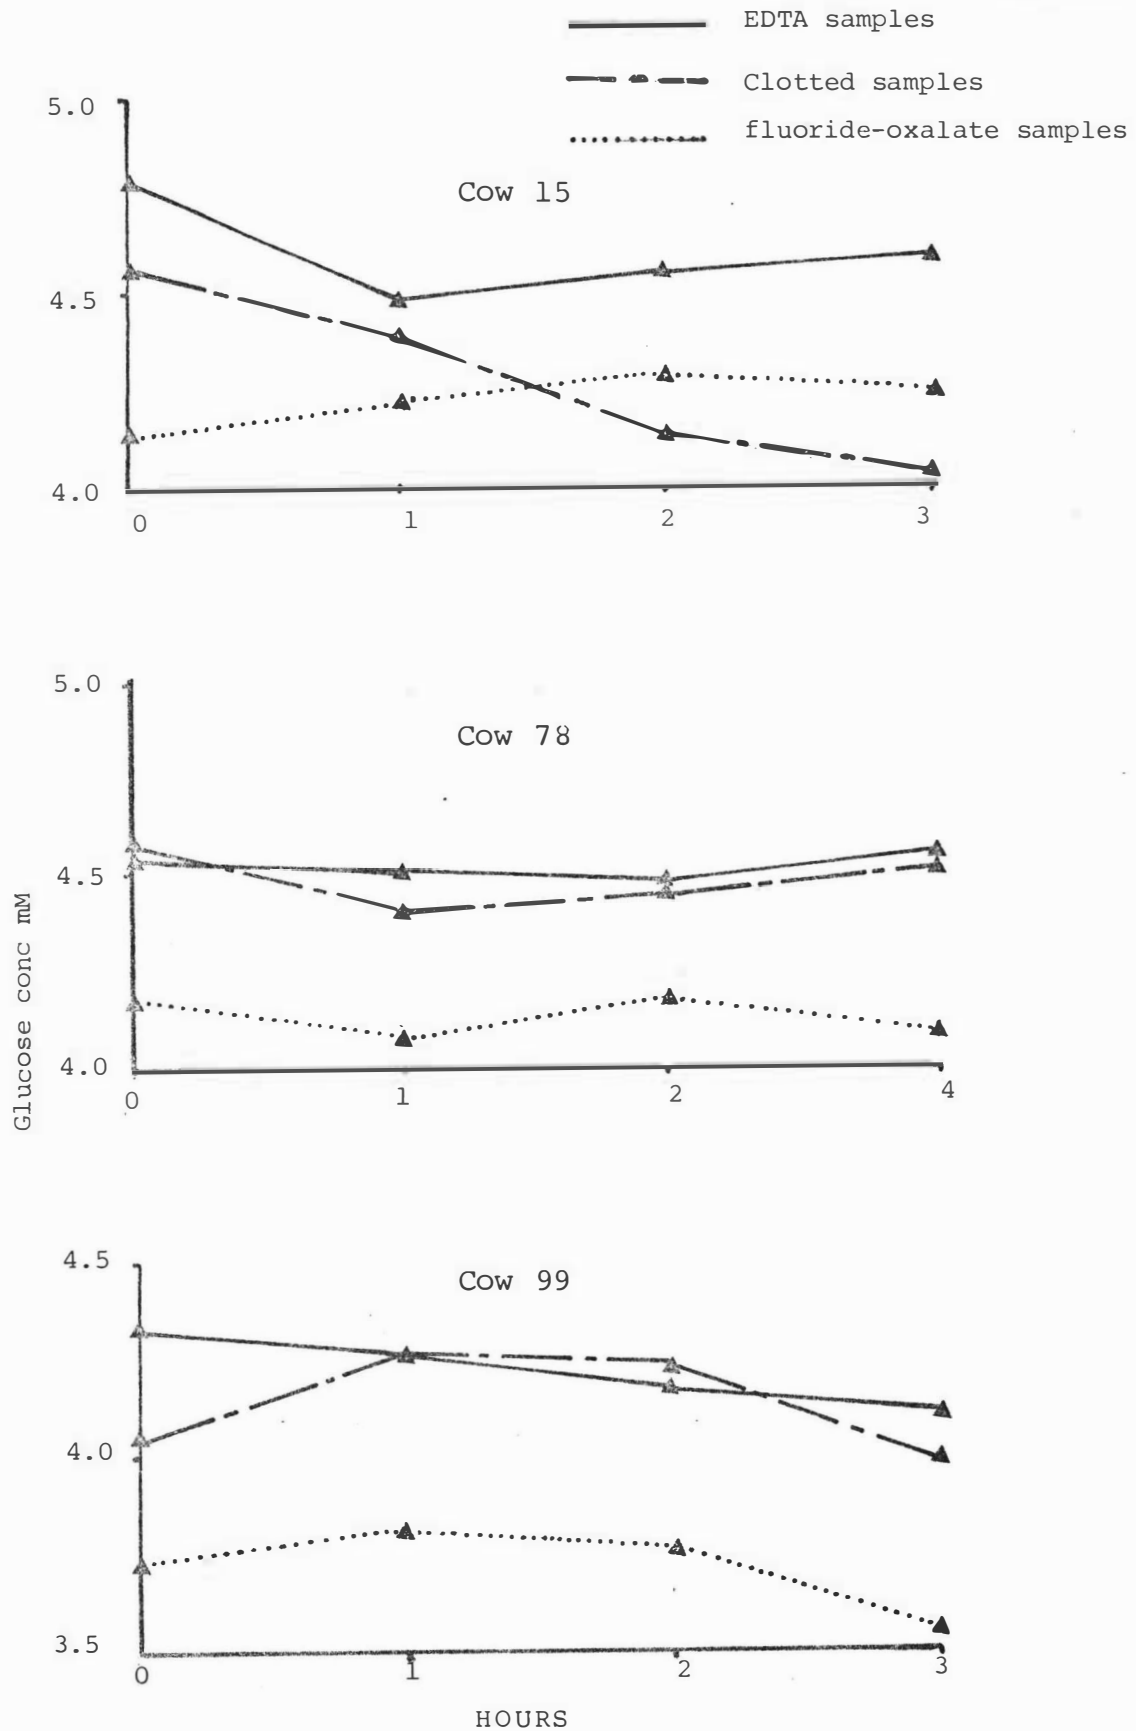 EDTA samples
Clotted samples
fluoride-oxalate samples
5.0
Cow 15
4.5
4.0
0 1 2 3
5.0
Cow 78
4.5
4.0
0 1 2 4
Glucose conc mM
4.5
Cow 99
4.0
3.5
0 1 2 3
HOURS